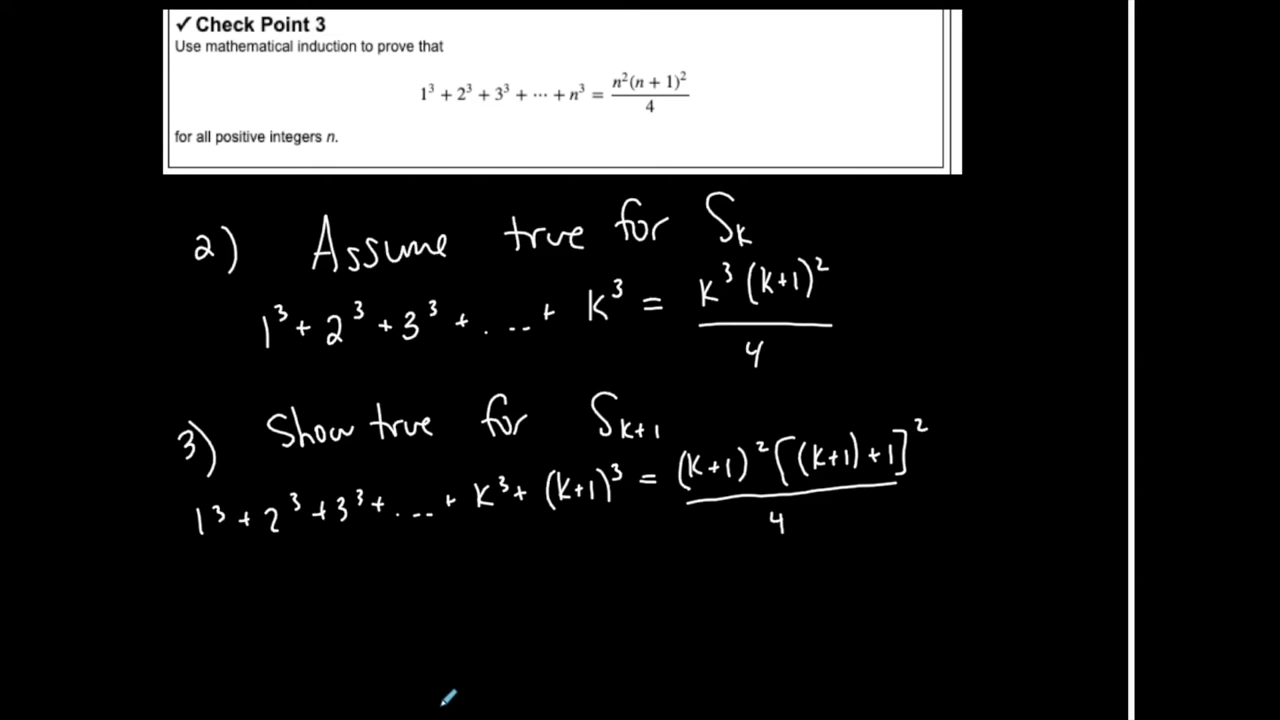 ✓ Check Point 3
Use mathematical induction to prove that
1³ + 2³ + 3³ + ··· + n³ = n²(n + 1)² / 4
for all positive integers n.
2) Assume true for Sₖ
1³ + 2³ + 3³ + . ... + k³ = k³(k+1)² / 4
3) Show true for Sₖ₊₁
1³ + 2³ + 3³ + . ... + k³ + (k+1)³ = (k+1)²[(k+1)+1]² / 4